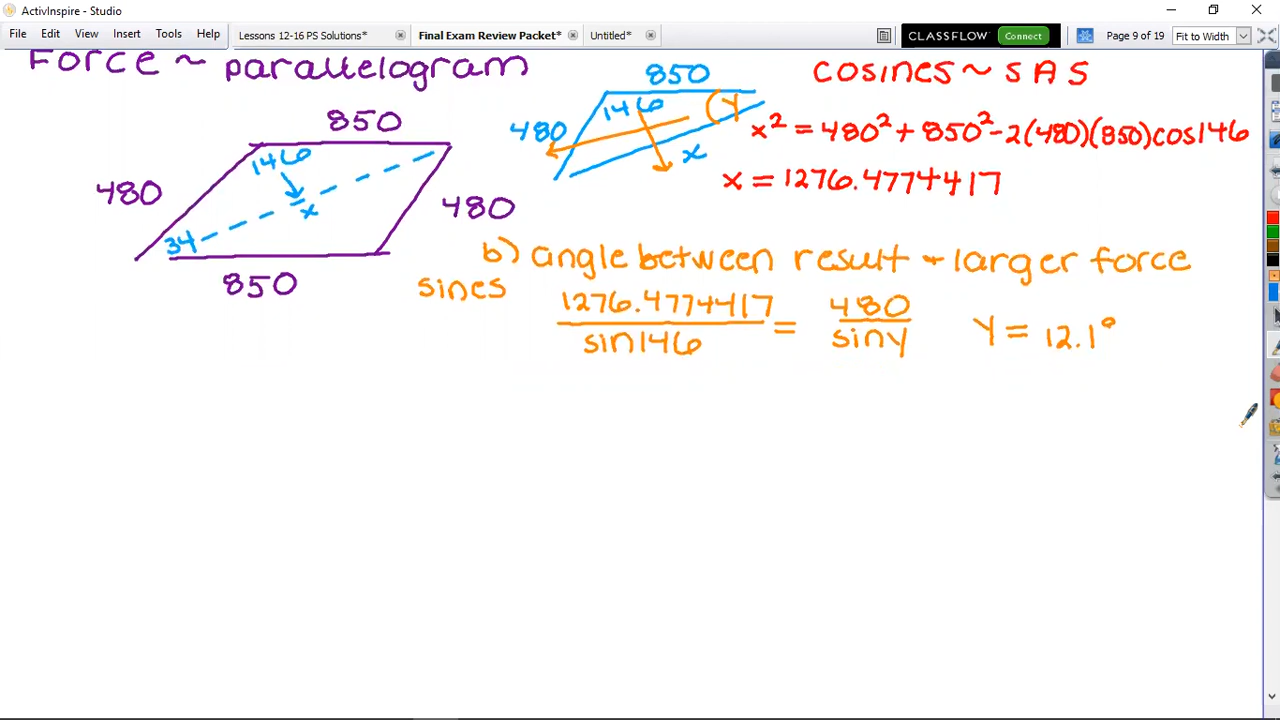 ActivInspire - Studio
File Edit View Insert Tools Help
Lessons 12-16 PS Solutions*
Final Exam Review Packet*
Untitled*
CLASSFLOW Connect
Page 9 of 19
Fit to Width
Force ~ parallelogram
850
146
480
x
480
34
850
850
146
Y
480
x
cosines ~ SAS
x² = 480² + 850² - 2(480)(850)cos146
x = 1276.4774417
b) angle between result + larger force
sines
1276.4774417 / sin146 = 480 / sinY
Y = 12.1°